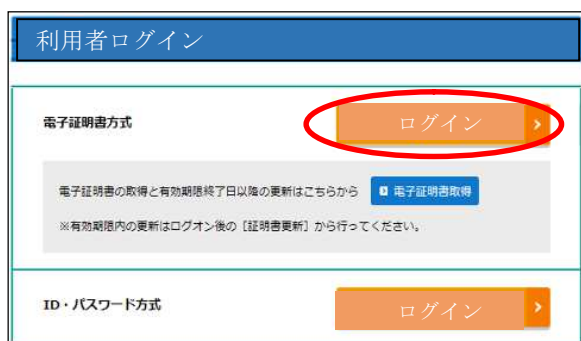 利用者ログイン
電子証明書方式
ログイン
電子証明書の取得と有効期限終了日以降の更新はこちらから
電子証明書取得
※有効期限内の更新はログオン後の［証明書更新］から行ってください。
ID・パスワード方式
ログイン